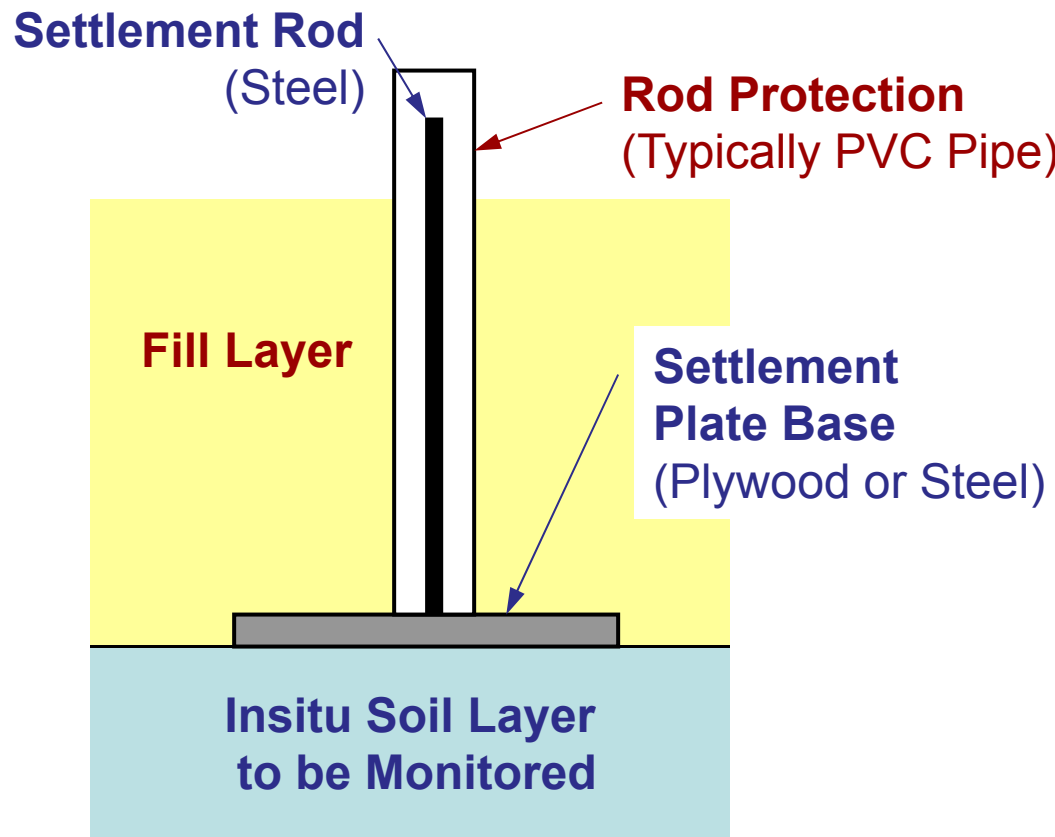 Settlement Rod
(Steel)
Rod Protection
(Typically PVC Pipe)
Fill Layer
Settlement
Plate Base
(Plywood or Steel)
Insitu Soil Layer
to be Monitored